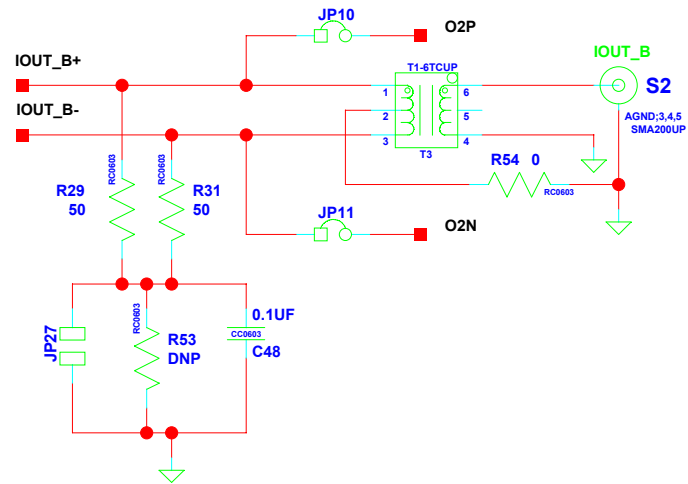 JP10
O2P
IOUT_B+
T1-6TCUP
IOUT_B
S2
1
6
2
5
3
4
T3
AGND;3,4,5
SMA200UP
IOUT_B-
R54 0
RC0603
RC0603
RC0603
R29
50
R31
50
JP11
O2N
JP27
RC0603
R53
DNP
0.1UF
CC0603
C48